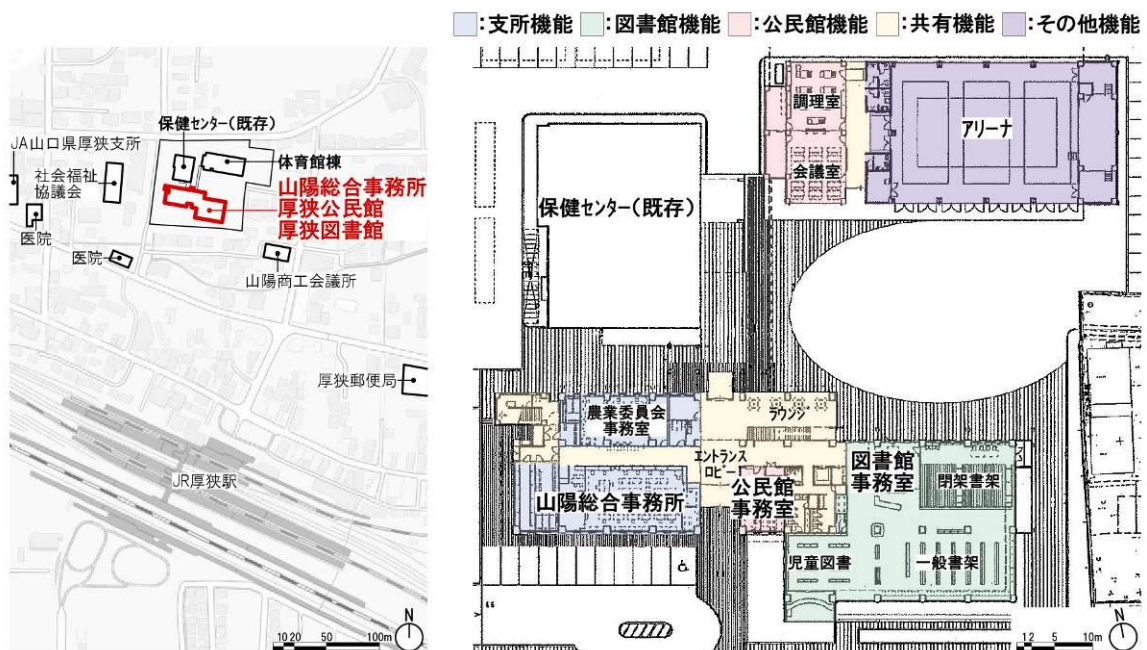 :支所機能 :図書館機能 :公民館機能 :共有機能 :その他機能
保健センター(既存)
JA山口県厚狭支所
社会福祉
協議会
体育館棟
山陽総合事務所
厚狭公民館
厚狭図書館
医院
医院
山陽商工会議所
厚狭郵便局
JR厚狭駅
10 20 50 100m
N
調理室
会議室
アリーナ
保健センター(既存)
農業委員会
事務室
ラウンジ
エントランス
ロビー
山陽総合事務所
公民館
事務室
図書館
事務室
閉架書架
児童図書
一般書架
1 2 5 10m
N